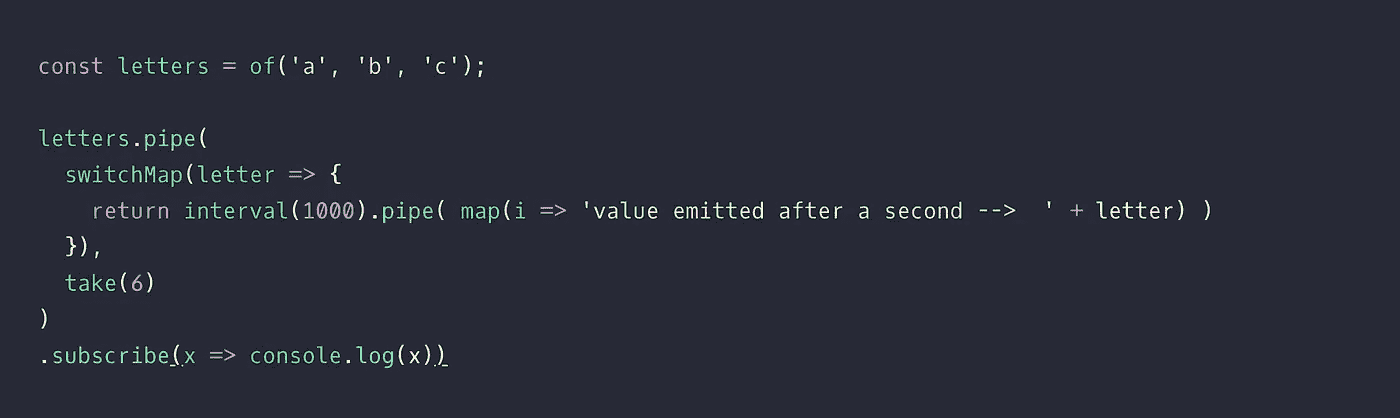 const letters = of('a', 'b', 'c');
letters.pipe(
switchMap(letter => {
return interval(1000).pipe( map(i => 'value emitted after a second -->  ' + letter) )
}),
take(6)
)
.subscribe(x => console.log(x))